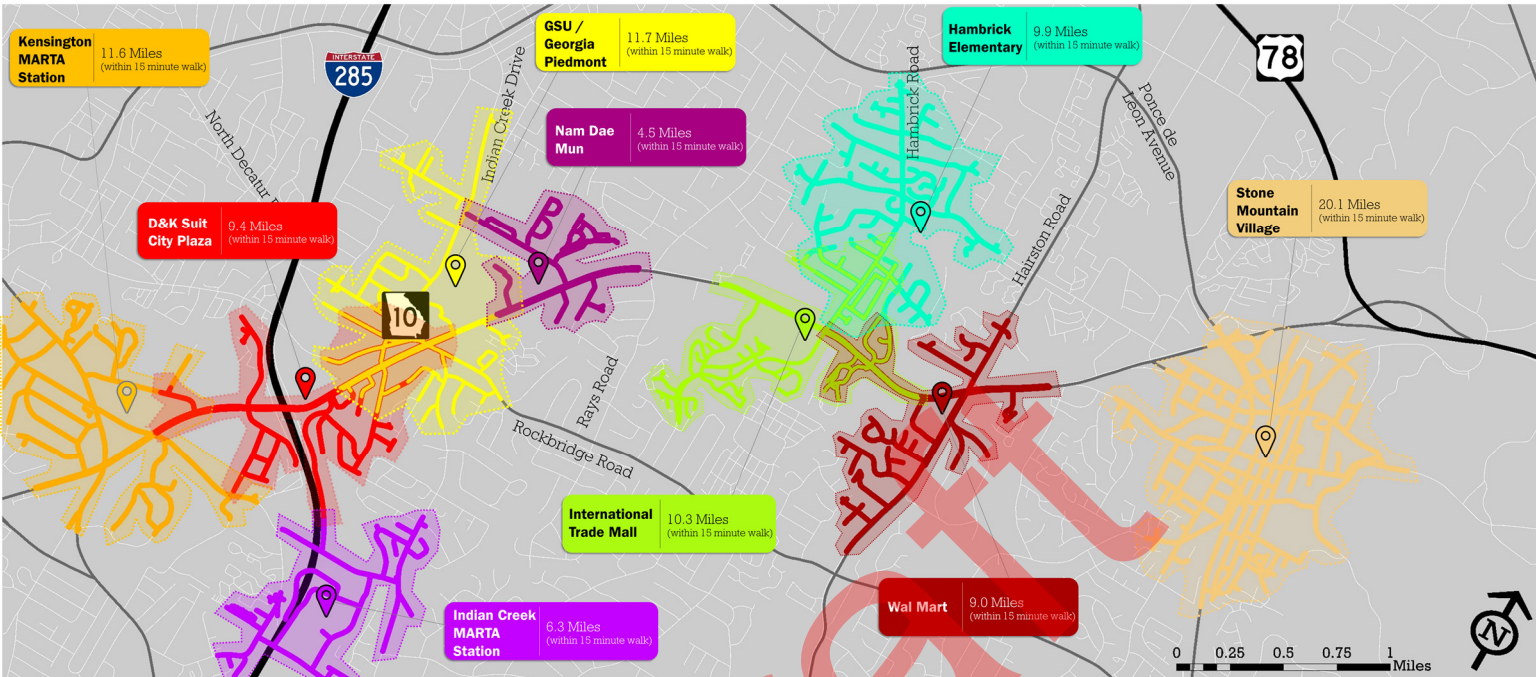 Kensington
MARTA
Station
11.6 Miles
(within 15 minute walk)
INTERSTATE
285
GSU /
Georgia
Piedmont
11.7 Miles
(within 15 minute walk)
Hambrick
Elementary
9.9 Miles
(within 15 minute walk)
78
Indian Creek Drive
Hambrick Road
Ponce de
Leon Avenue
North Decatur
Nam Dae
Mun
4.5 Miles
(within 15 minute walk)
D&K Suit
City Plaza
9.4 Miles
(within 15 minute walk)
Stone
Mountain
Village
20.1 Miles
(within 15 minute walk)
Hairston Road
10
Rays Road
Rockbridge Road
International
Trade Mall
10.3 Miles
(within 15 minute walk)
Wal Mart
9.0 Miles
(within 15 minute walk)
Indian Creek
MARTA
Station
6.3 Miles
(within 15 minute walk)
N
0 0.25 0.5 0.75 1
Miles